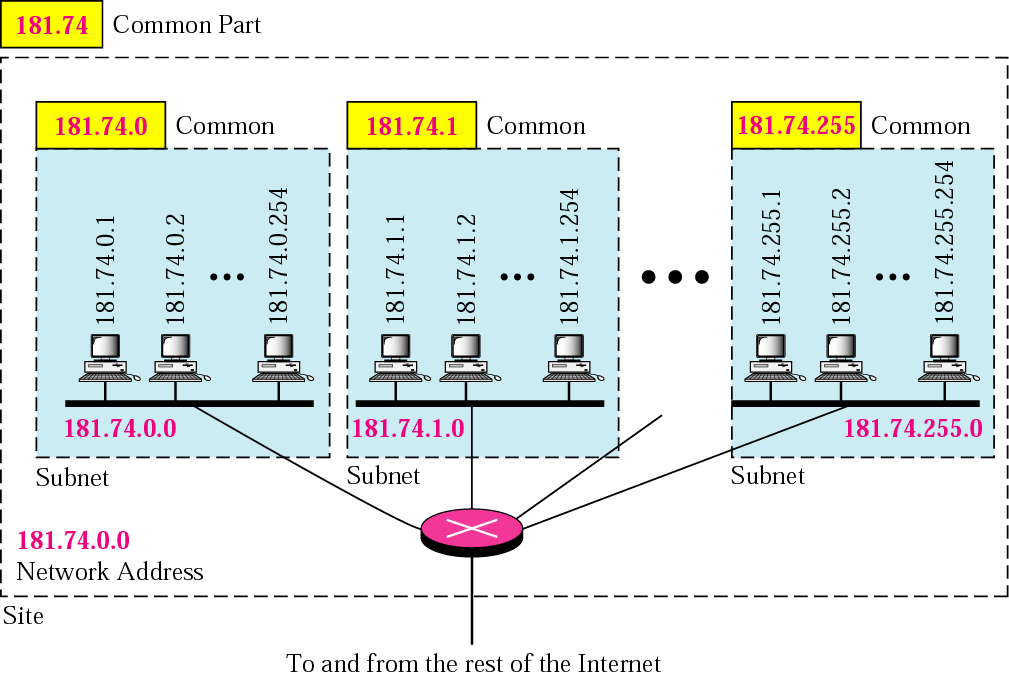 181.74 Common Part
181.74.0 Common
181.74.1 Common
181.74.255 Common
181.74.0.1
181.74.0.2
•••
181.74.0.254
181.74.1.1
181.74.1.2
•••
181.74.1.254
•••
181.74.255.1
181.74.255.2
•••
181.74.255.254
181.74.0.0
181.74.1.0
181.74.255.0
Subnet
Subnet
Subnet
181.74.0.0
Network Address
Site
To and from the rest of the Internet